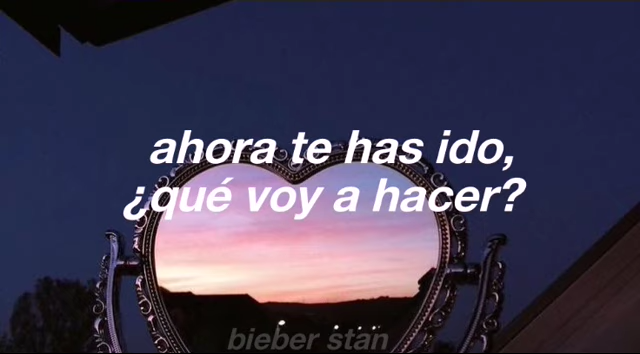 ahora te has ido,
¿qué voy a hacer?
bieber stan